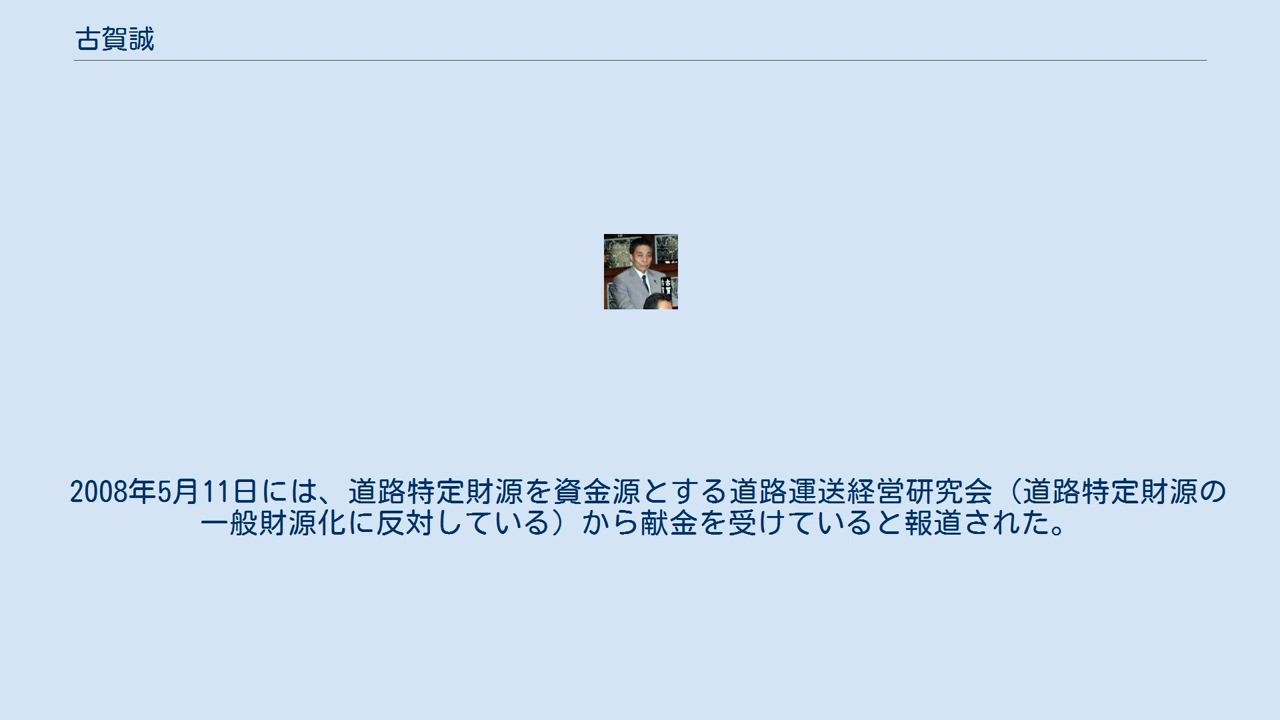 古賀誠
古賀
2008年5月11日には、道路特定財源を資金源とする道路運送経営研究会（道路特定財源の
一般財源化に反対している）から献金を受けていると報道された。